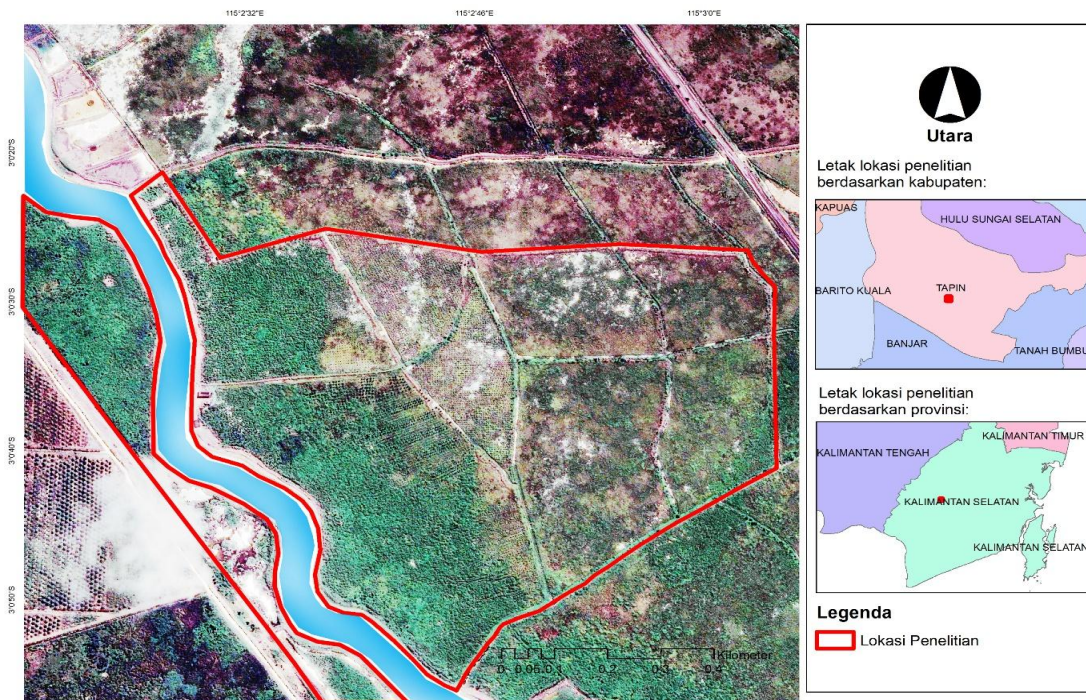 115°2'32"E 115°2'46"E 115°3'0"E
3°0'20"S
3°0'30"S
3°0'40"S
3°0'50"S
Kilometer
0 0.05 0.1 0.2 0.3
Utara
Letak lokasi penelitian
berdasarkan kabupaten:
KAPUAS
HULU SUNGAI SELATAN
BARITO KUALA
TAPIN
BANJAR
TANAH BUMBU
Letak lokasi penelitian
berdasarkan provinsi:
KALIMANTAN TIMUR
KALIMANTAN TENGAH
KALIMANTAN SELATAN
KALIMANTAN SELATAN
Legenda
Lokasi Penelitian